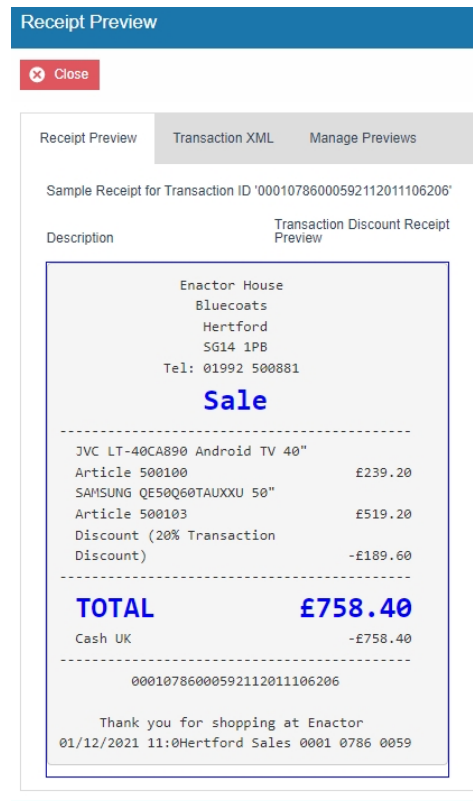 Receipt Preview
Close
Receipt Preview Transaction XML Manage Previews
Sample Receipt for Transaction ID '00010786000592112011106206'
Description Transaction Discount Receipt
Preview
Enactor House
Bluecoats
Hertford
SG14 1PB
Tel: 01992 500881
Sale
--------------------------------------------
JVC LT-40CA890 Android TV 40"
Article 500100 £239.20
SAMSUNG QE50Q60TAUXXU 50"
Article 500103 £519.20
Discount (20% Transaction
Discount) -£189.60
--------------------------------------------
TOTAL £758.40
Cash UK -£758.40
--------------------------------------------
00010786000592112011106206
Thank you for shopping at Enactor
01/12/2021 11:0Hertford Sales 0001 0786 0059